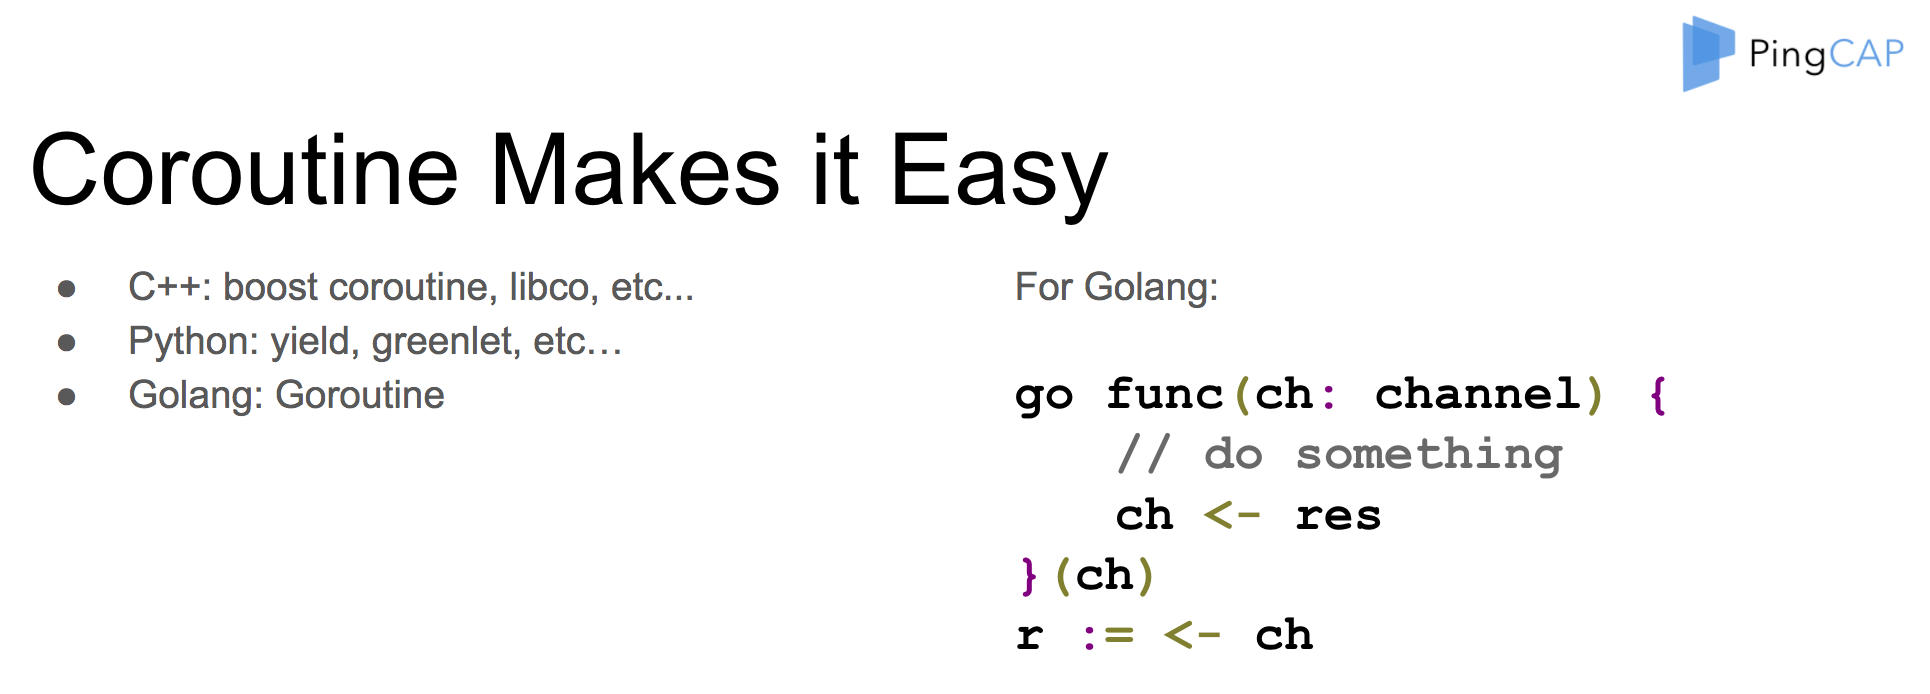 PingCAP
Coroutine Makes it Easy
● C++: boost coroutine, libco, etc...
● Python: yield, greenlet, etc…
● Golang: Goroutine
For Golang:
go func(ch: channel) {
    // do something
    ch <- res
}(ch)
r := <- ch